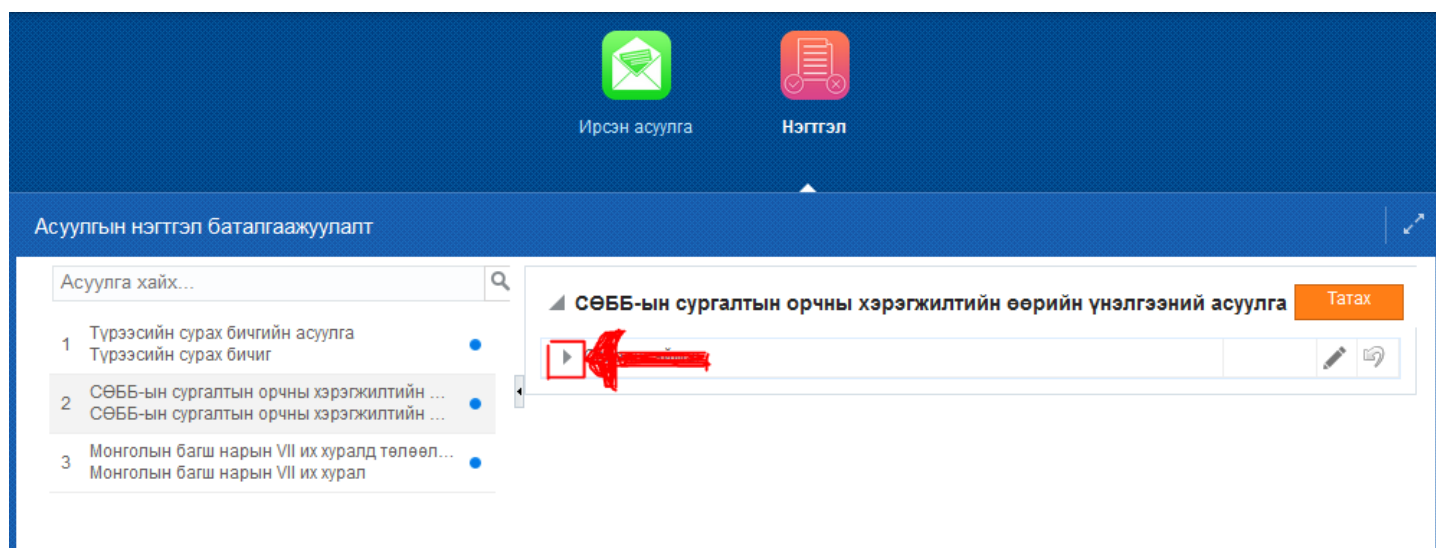 Ирсэн асуулга
Нэгтгэл
Асуулгын нэгтгэл баталгаажуулалт
Асуулга хайх...
1
Түрээсийн сурах бичгийн асуулга
Түрээсийн сурах бичиг
2
СӨББ-ын сургалтын орчны хэрэгжилтийн ...
СӨББ-ын сургалтын орчны хэрэгжилтийн ...
3
Монголын багш нарын VII их хуралд төлөөл...
Монголын багш нарын VII их хурал
СӨББ-ын сургалтын орчны хэрэгжилтийн өөрийн үнэлгээний асуулга
Татах